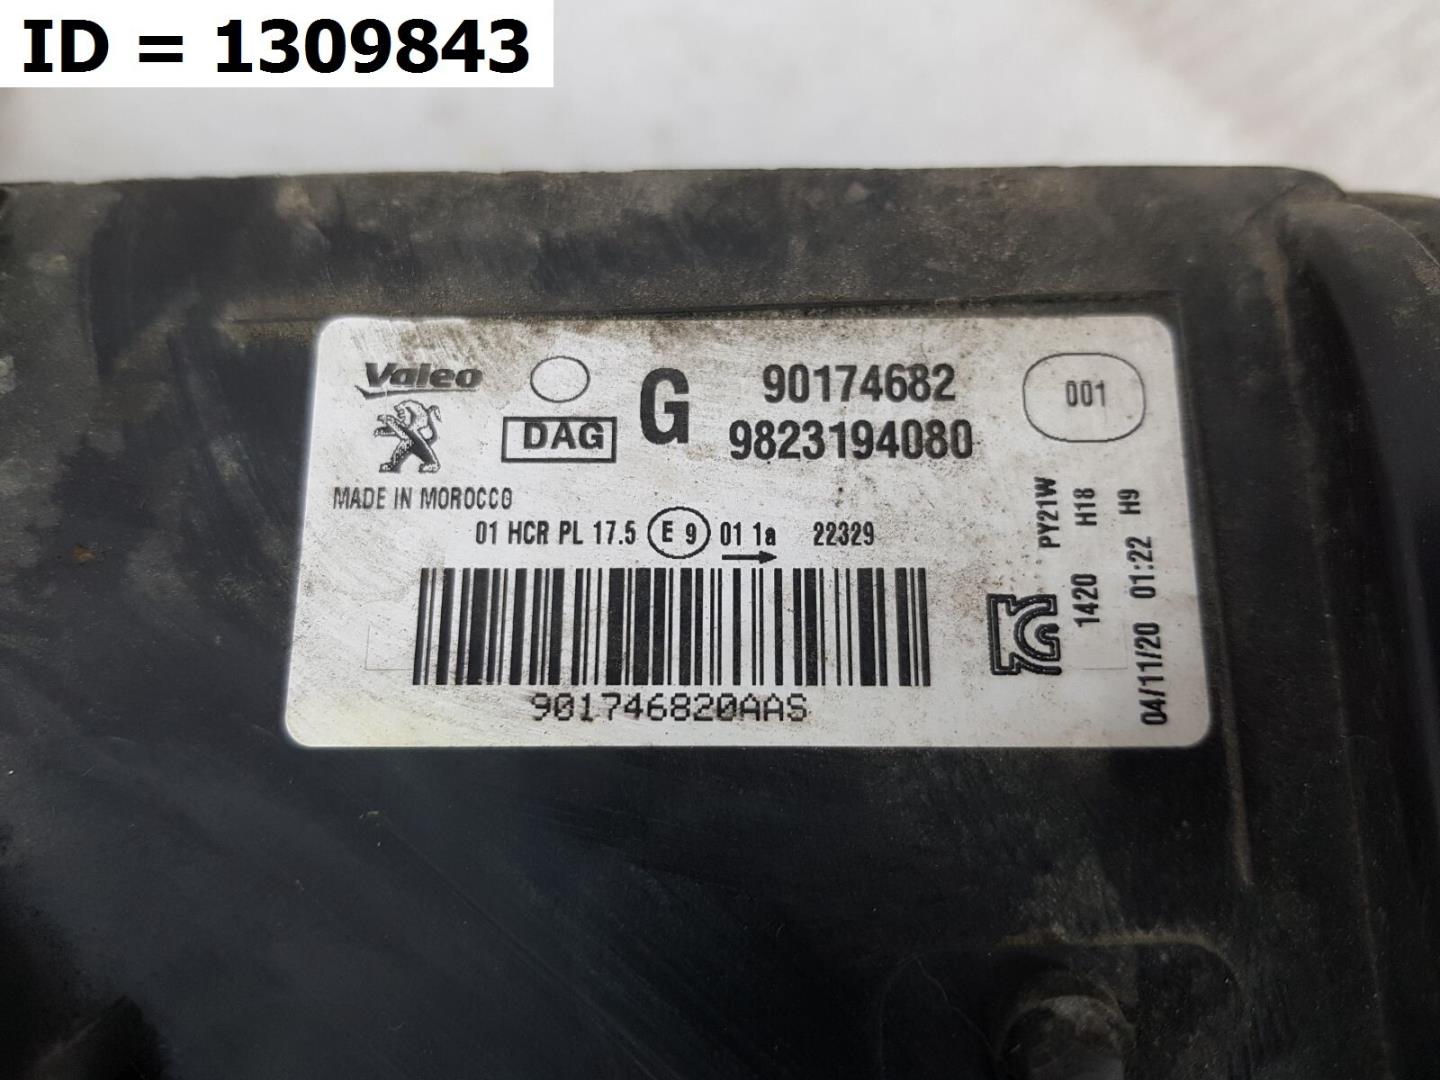 ID = 1309843
Valeo
G
90174682
001
DAG
9823194080
MADE IN MOROCCO
01 HCR PL 17.5 E 9 01 1a 22329
901746820AAS
PY21W
1420 H18
04/11/20 01:22 H9